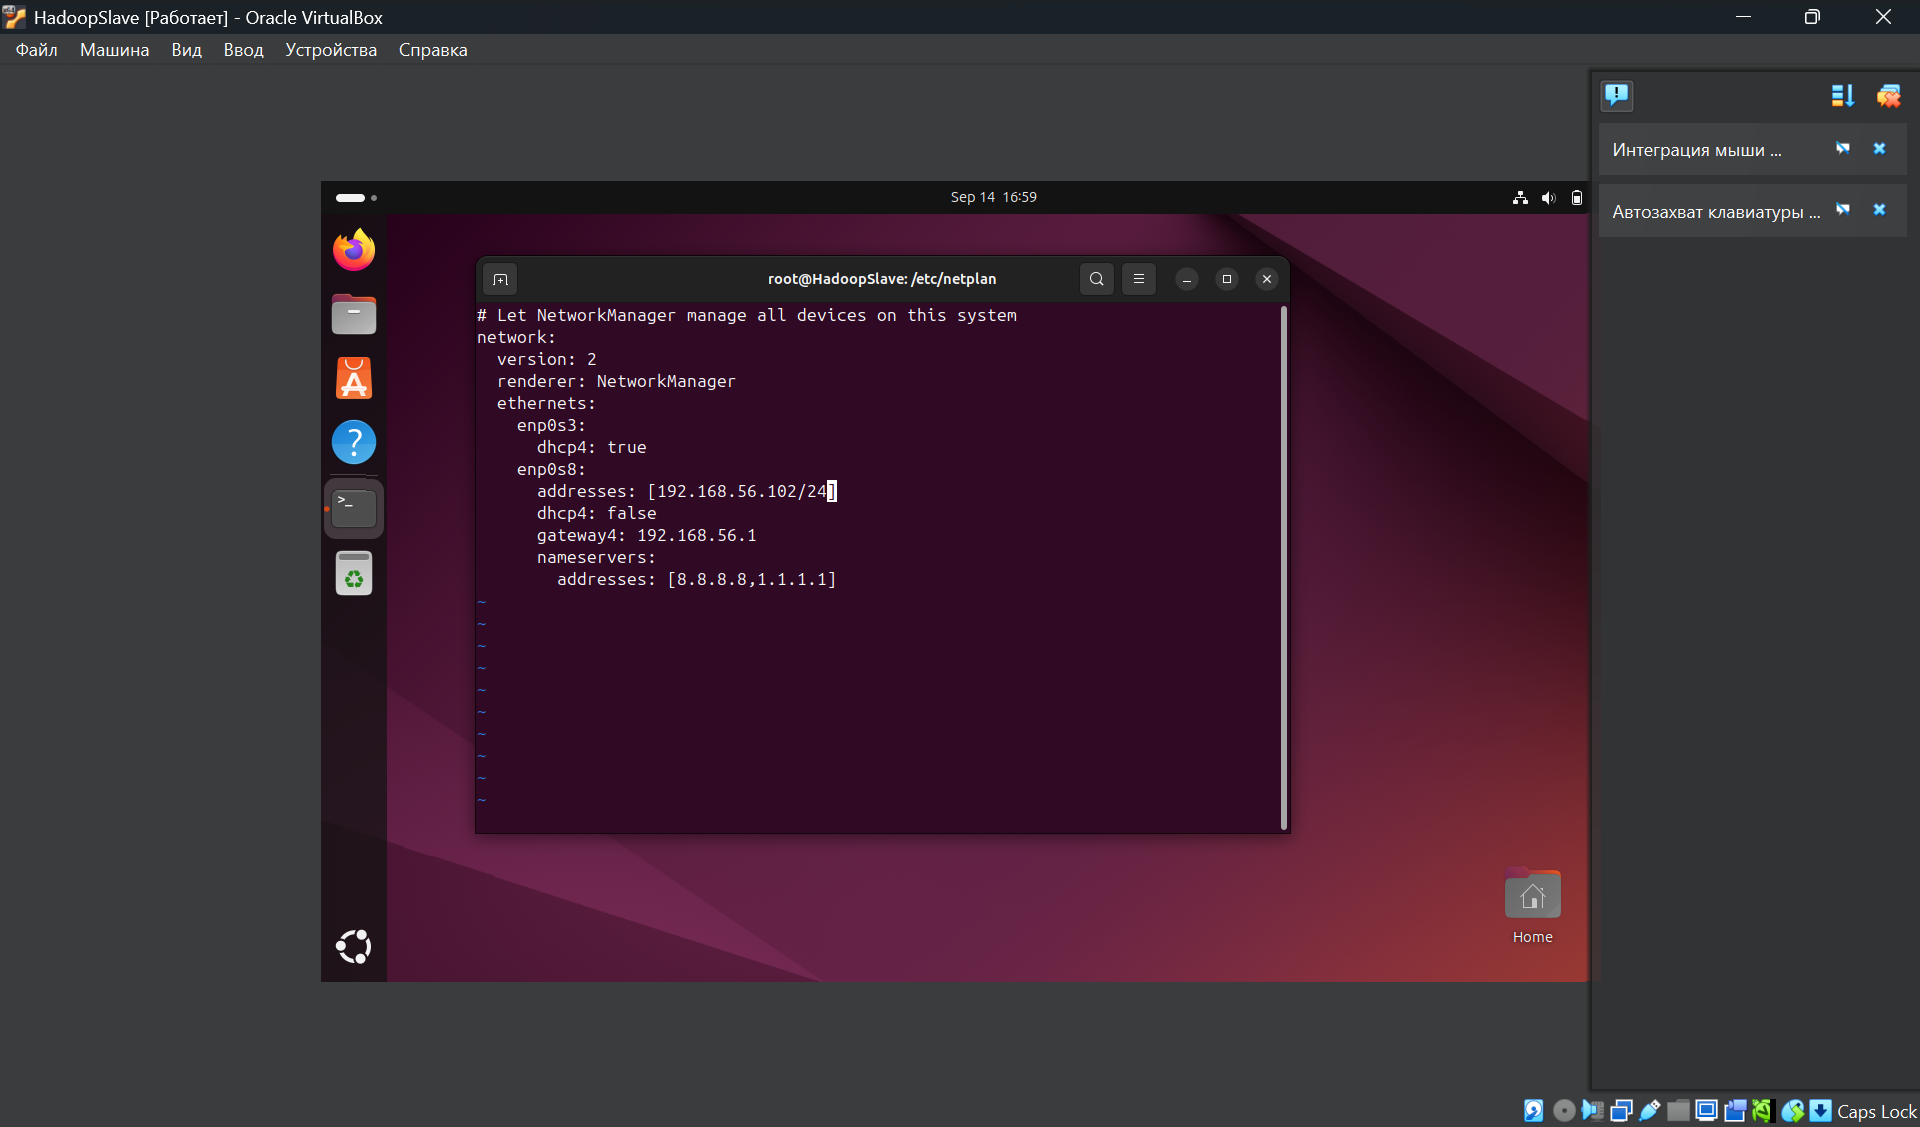 HadoopSlave [Работает] - Oracle VirtualBox
Файл Машина Вид Ввод Устройства Справка
Интеграция мыши ...
Автозахват клавиатуры ...
Sep 14 16:59
root@HadoopSlave: /etc/netplan
# Let NetworkManager manage all devices on this system
network:
  version: 2
  renderer: NetworkManager
  ethernets:
    enp0s3:
      dhcp4: true
    enp0s8:
      addresses: [192.168.56.102/24]
      dhcp4: false
      gateway4: 192.168.56.1
      nameservers:
        addresses: [8.8.8.8,1.1.1.1]
~
~
~
~
~
~
~
~
~
~
Home
Caps Lock